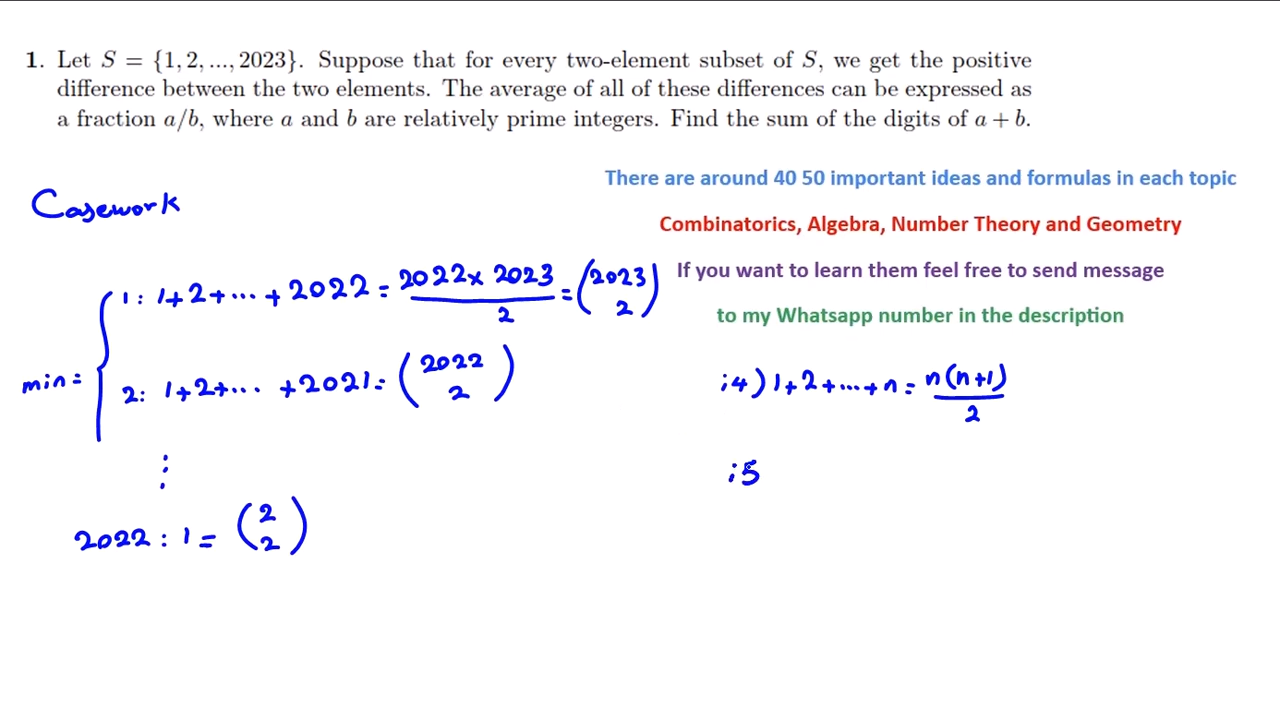 1. Let S = {1, 2, ..., 2023}. Suppose that for every two-element subset of S, we get the positive
difference between the two elements. The average of all of these differences can be expressed as
a fraction a/b, where a and b are relatively prime integers. Find the sum of the digits of a + b.
There are around 40 50 important ideas and formulas in each topic
Casework
Combinatorics, Algebra, Number Theory and Geometry
If you want to learn them feel free to send message
to my Whatsapp number in the description
min = { 1: 1+2+...+2022 = 2022x2023/2 = (2023 2)
2: 1+2+... +2021 = (2022 2)
⋮
2022: 1 = (2 2)
i4) 1+2+...+n = n(n+1)/2
i5